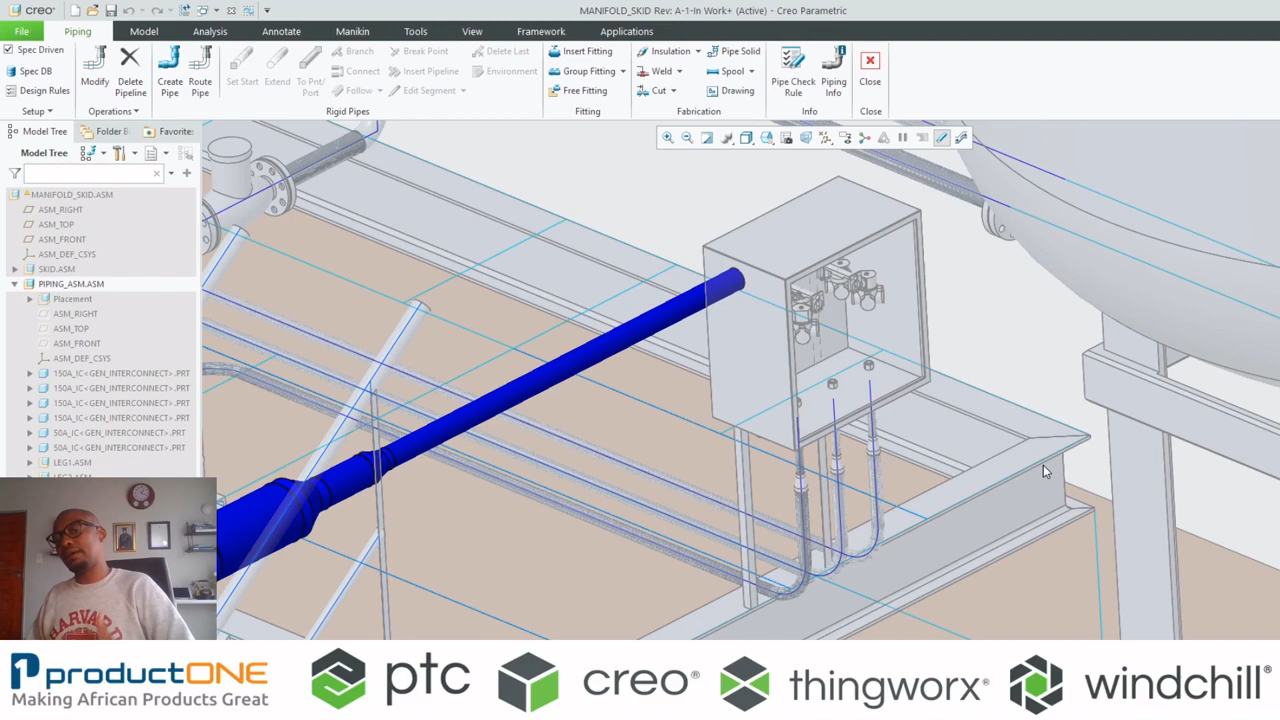 creo°
MANIFOLD_SKID Rev: A-1-In Work+ (Active) - Creo Parametric
File
Piping
Model
Analysis
Annotate
Manikin
Tools
View
Framework
Applications
Spec Driven
Spec DB
Design Rules
Setup
Modify
Delete Pipeline
Operations
Create Pipe
Route Pipe
Set Start
Extend
To Pnt/ Port
Branch
Connect
Follow
Break Point
Insert Pipeline
Edit Segment
Delete Last
Environment
Rigid Pipes
Insert Fitting
Group Fitting
Free Fitting
Fitting
Insulation
Weld
Cut
Pipe Solid
Spool
Drawing
Fabrication
Pipe Check Rule
Piping Info
Info
Close
Close
Model Tree
Folder B
Favorite
Model Tree
MANIFOLD_SKID.ASM
ASM_RIGHT
ASM_TOP
ASM_FRONT
ASM_DEF_CSYS
SKID.ASM
PIPING_ASM.ASM
Placement
ASM_RIGHT
ASM_TOP
ASM_FRONT
ASM_DEF_CSYS
150A_IC<GEN_INTERCONNECT>.PRT
150A_IC<GEN_INTERCONNECT>.PRT
150A_IC<GEN_INTERCONNECT>.PRT
150A_IC<GEN_INTERCONNECT>.PRT
50A_IC<GEN_INTERCONNECT>.PRT
50A_IC<GEN_INTERCONNECT>.PRT
LEG1.ASM
HARVARD
productONE
Making African Products Great
ptc
creo®
thingworx®
windchill®